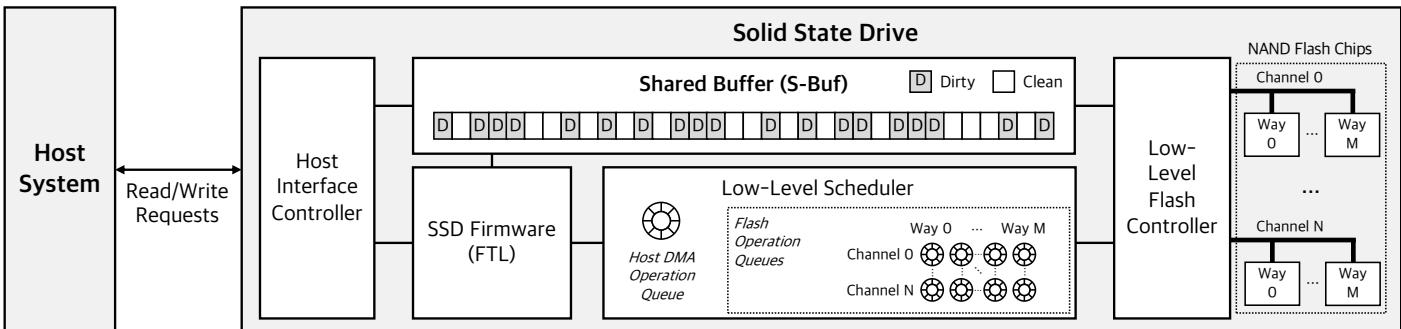 Solid State Drive
Host
System
Read/Write
Requests
Host
Interface
Controller
Shared Buffer (S-Buf)
D Dirty
Clean
D D D D D D D D D D D D D D D D D D D
SSD Firmware
(FTL)
Low-Level Scheduler
Host DMA
Operation
Queue
Flash
Operation
Queues
Way 0 ... Way M
Channel 0
Channel N
Low-
Level
Flash
Controller
NAND Flash Chips
Channel 0
Way
0
...
Way
M
...
Channel N
Way
0
...
Way
M